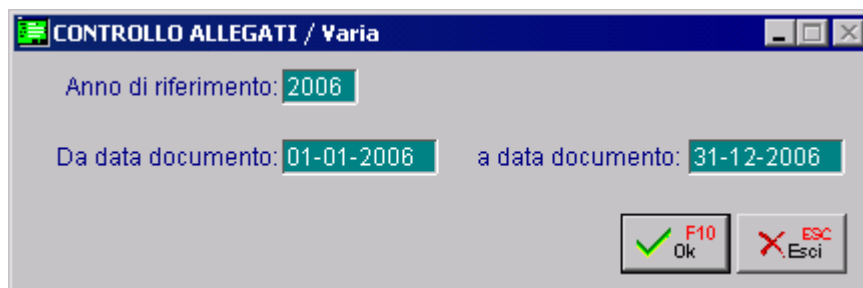 CONTROLLO ALLEGATI / Varia
Anno di riferimento: 2006
Da data documento: 01-01-2006 a data documento: 31-12-2006
F10 Ok ESC Esci